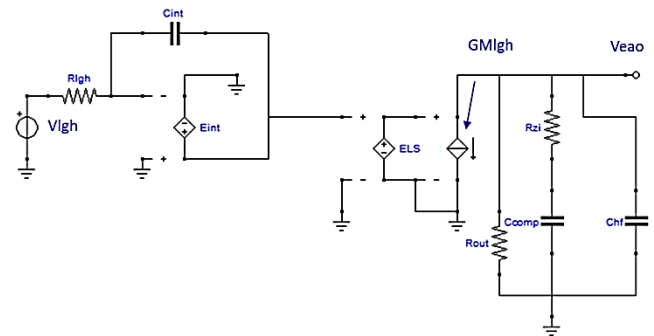 Cint
GMlgh
Veao
Rlgh
Vlgh
Eint
ELS
Rzi
Rout
Ccomp
Chf